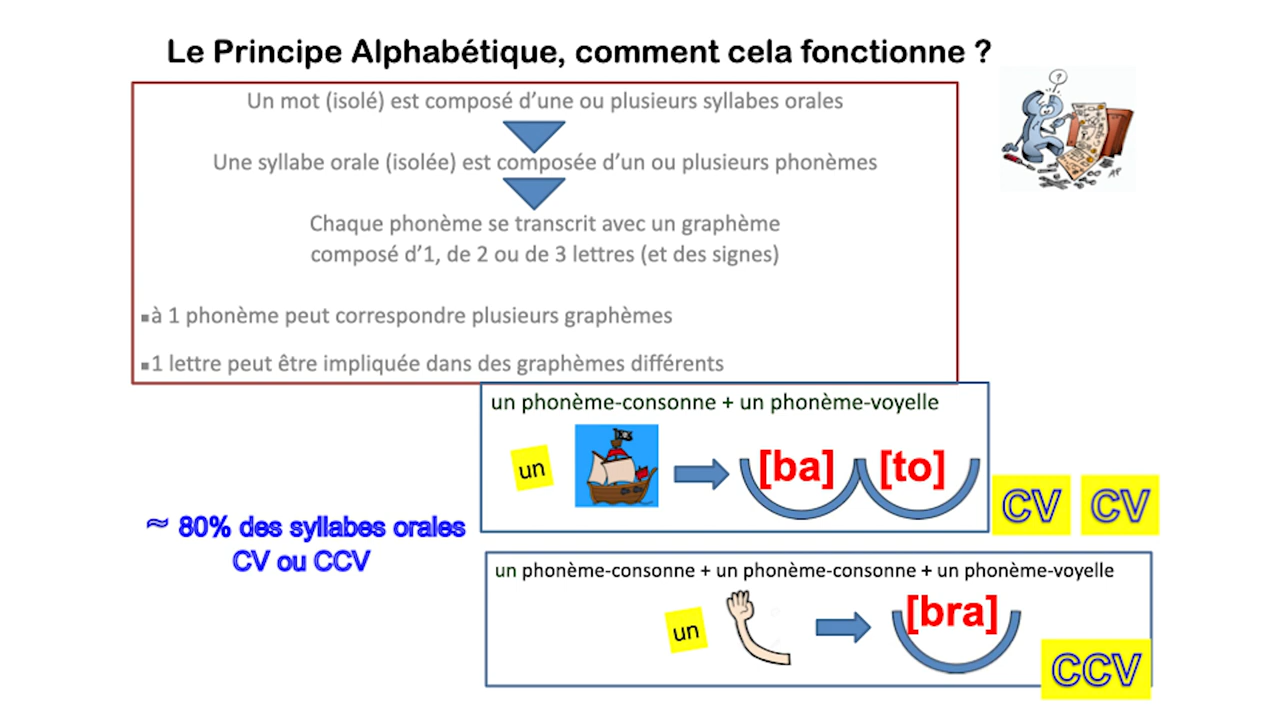 Le Principe Alphabétique, comment cela fonctionne ?
Un mot (isolé) est composé d’une ou plusieurs syllabes orales
?
Une syllabe orale (isolée) est composée d’un ou plusieurs phonèmes
Chaque phonème se transcrit avec un graphème
composé d’1, de 2 ou de 3 lettres (et des signes)
▪à 1 phonème peut correspondre plusieurs graphèmes
▪1 lettre peut être impliquée dans des graphèmes différents
un phonème-consonne + un phonème-voyelle
un [ba] [to]
CV CV
≈ 80% des syllabes orales
CV ou CCV
un phonème-consonne + un phonème-consonne + un phonème-voyelle
un [bra]
CCV